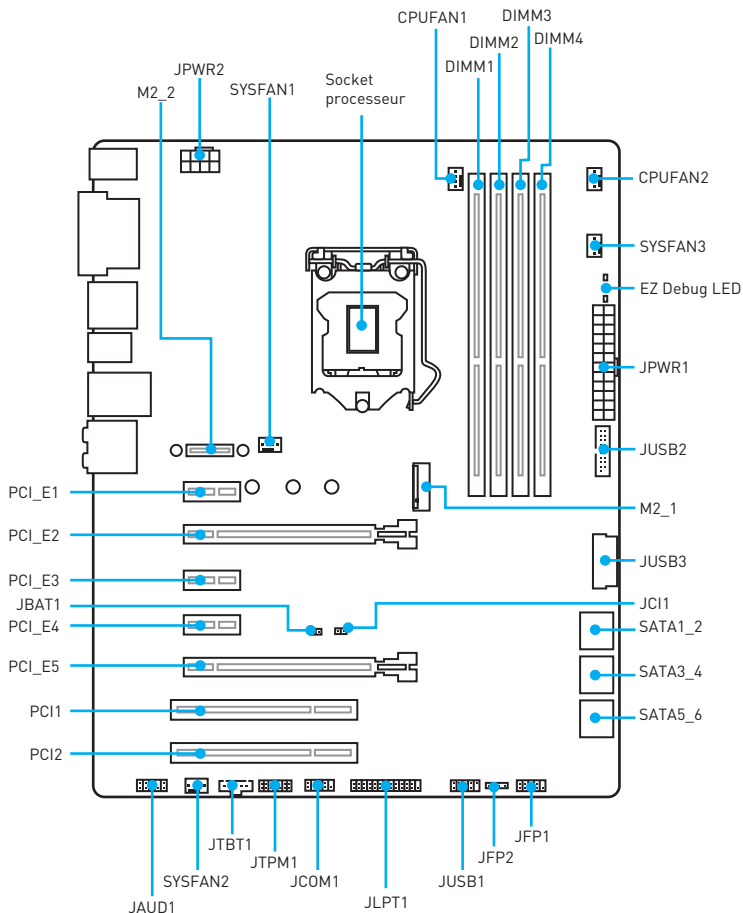 DIMM3
CPUFAN1
DIMM2
DIMM4
DIMM1
JPWR2
SYSFAN1
Socket
processeur
M2_2
CPUFAN2
SYSFAN3
EZ Debug LED
JPWR1
JUSB2
PCI_E1
M2_1
PCI_E2
JUSB3
PCI_E3
JBAT1
JCI1
PCI_E4
SATA1_2
PCI_E5
SATA3_4
PCI1
SATA5_6
PCI2
JTBT1
JFP1
JTPM1
JFP2
SYSFAN2
JCOM1
JUSB1
JAUD1
JLPT1